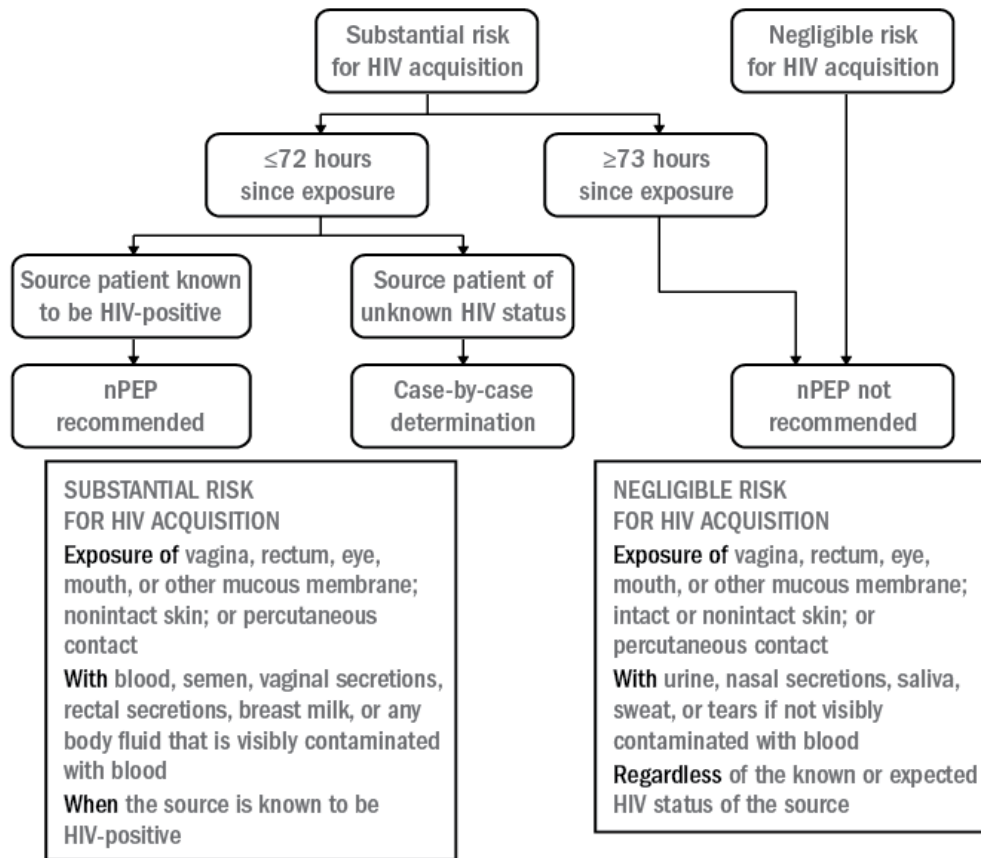 Substantial risk
for HIV acquisition
Negligible risk
for HIV acquisition
≤72 hours
since exposure
≥73 hours
since exposure
Source patient known
to be HIV-positive
Source patient of
unknown HIV status
nPEP
recommended
Case-by-case
determination
nPEP not
recommended
SUBSTANTIAL RISK
FOR HIV ACQUISITION
Exposure of vagina, rectum, eye,
mouth, or other mucous membrane;
nonintact skin; or percutaneous
contact
With blood, semen, vaginal secretions,
rectal secretions, breast milk, or any
body fluid that is visibly contaminated
with blood
When the source is known to be
HIV-positive
NEGLIGIBLE RISK
FOR HIV ACQUISITION
Exposure of vagina, rectum, eye,
mouth, or other mucous membrane;
intact or nonintact skin; or
percutaneous contact
With urine, nasal secretions, saliva,
sweat, or tears if not visibly
contaminated with blood
Regardless of the known or expected
HIV status of the source